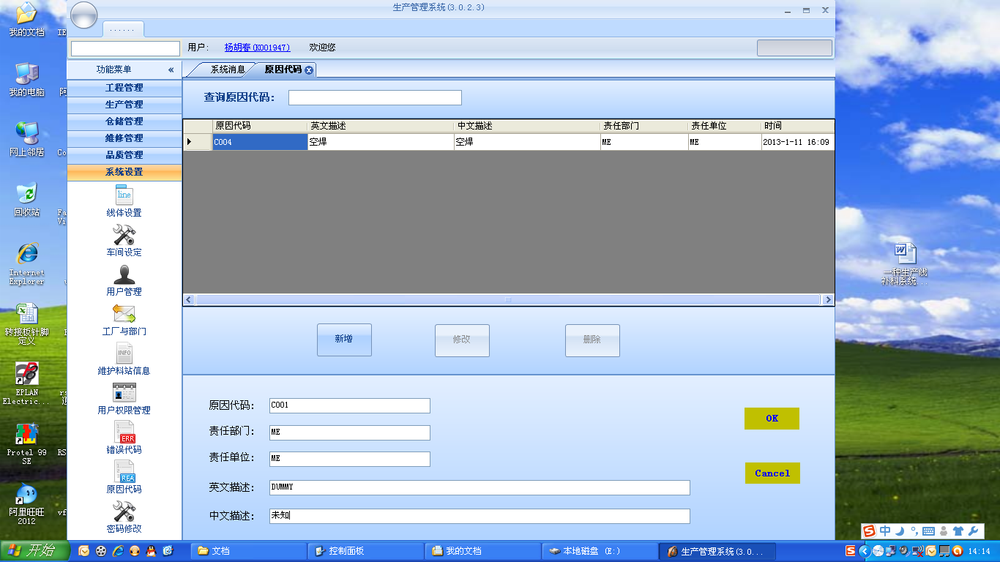 生产管理系统(3.0.2.3)
......
用户:
杨胡春(K001947)
欢迎您
功能菜单
«
系统消息
原因代码
工程管理
生产管理
仓储管理
维修管理
品质管理
系统设置
line
线体设置
车间设定
用户管理
工厂与部门
INFO
维护料站信息
用户权限管理
ERR
错误代码
REA
原因代码
密码修改
查询原因代码:
原因代码
英文描述
中文描述
责任部门
责任单位
时间
C004
空焊
空焊
ME
ME
2013-1-11 16:09
新增
修改
删除
原因代码:
C001
责任部门:
ME
责任单位:
ME
英文描述:
DUMMY
中文描述:
未知
OK
Cancel
我的文档
我的电脑
网上邻居
回收站
Internet
Explorer
转接板针脚
定义
EPLAN
Electric...
Protel 99
SE
阿里旺旺
2012
IE
阿
Co
Fa
Vi
RS
vf
一种生产线
补料系统...
中
开始
文档
控制面板
我的文档
本地磁盘 (E:)
生产管理系统(3.0...
14:14